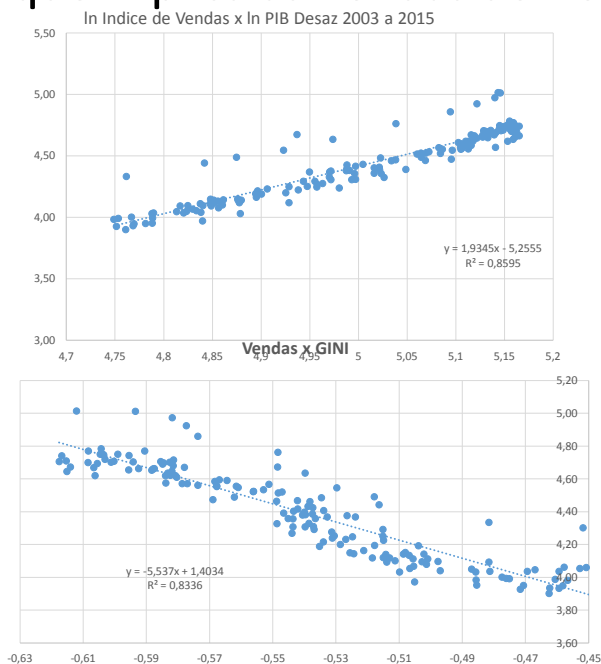 ln Indice de Vendas x ln PIB Desaz 2003 a 2015
5,50
5,00
4,50
4,00
3,50
3,00
y = 1,9345x - 5,2555
R² = 0,8595
4,7 4,75 4,8 4,85 4,9 4,95 5 5,05 5,1 5,15 5,2
Vendas x GINI
5,20
5,00
4,80
4,60
4,40
4,20
4,00
3,80
3,60
y = -5,537x + 1,4034
R² = 0,8336
-0,63 -0,61 -0,59 -0,57 -0,55 -0,53 -0,51 -0,49 -0,47 -0,45